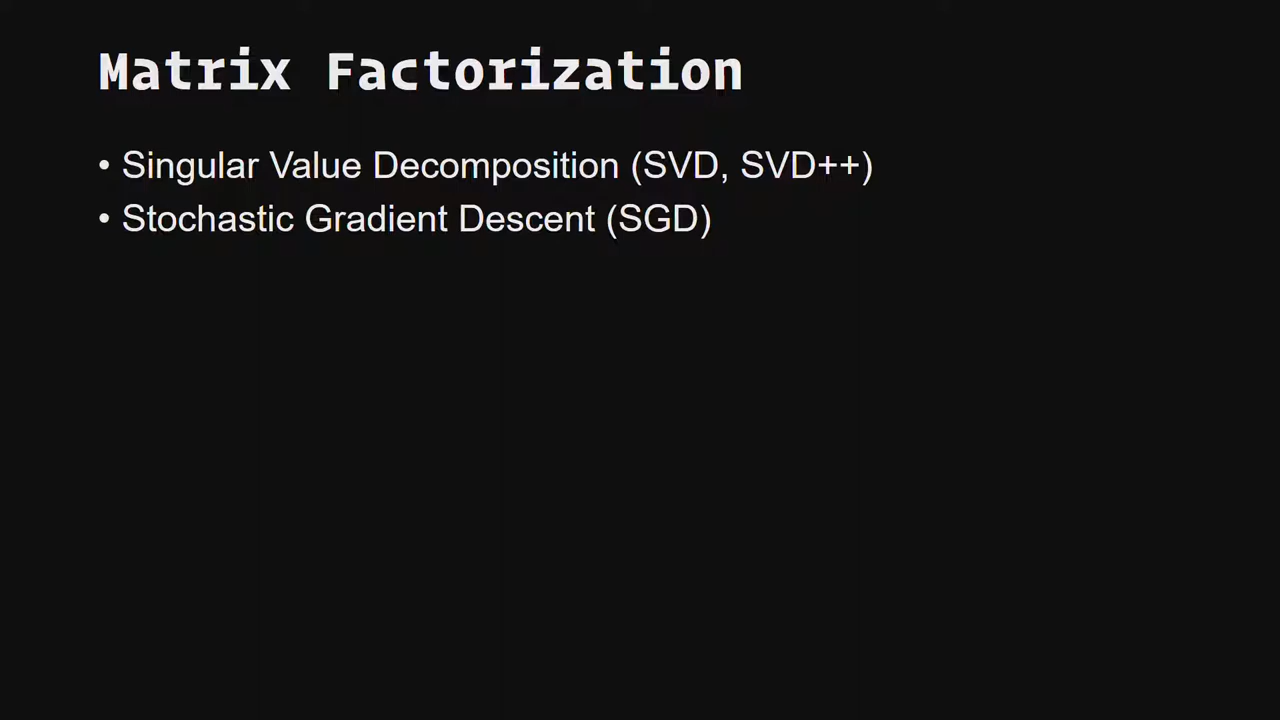 Matrix Factorization
• Singular Value Decomposition (SVD, SVD++)
• Stochastic Gradient Descent (SGD)